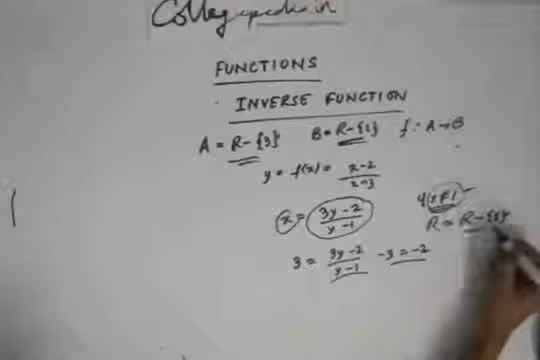 Collegepedia.in
FUNCTIONS
INVERSE FUNCTION
A = R-{3} B = R-{1} f: A→B
y = f(x) = x-2/x-3
x = 3y-2/y-1 y≠1
R = R-{1}
3 = 3y-2/y-1 -3=-2